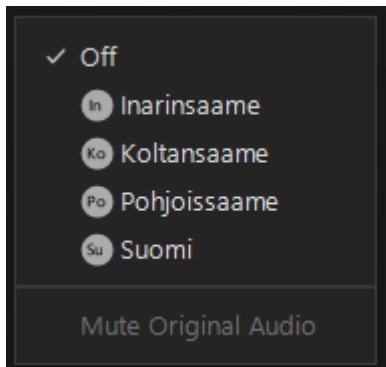 Off
In Inarinsaame
Ko Koltansaame
Po Pohjoissaame
Su Suomi
Mute Original Audio